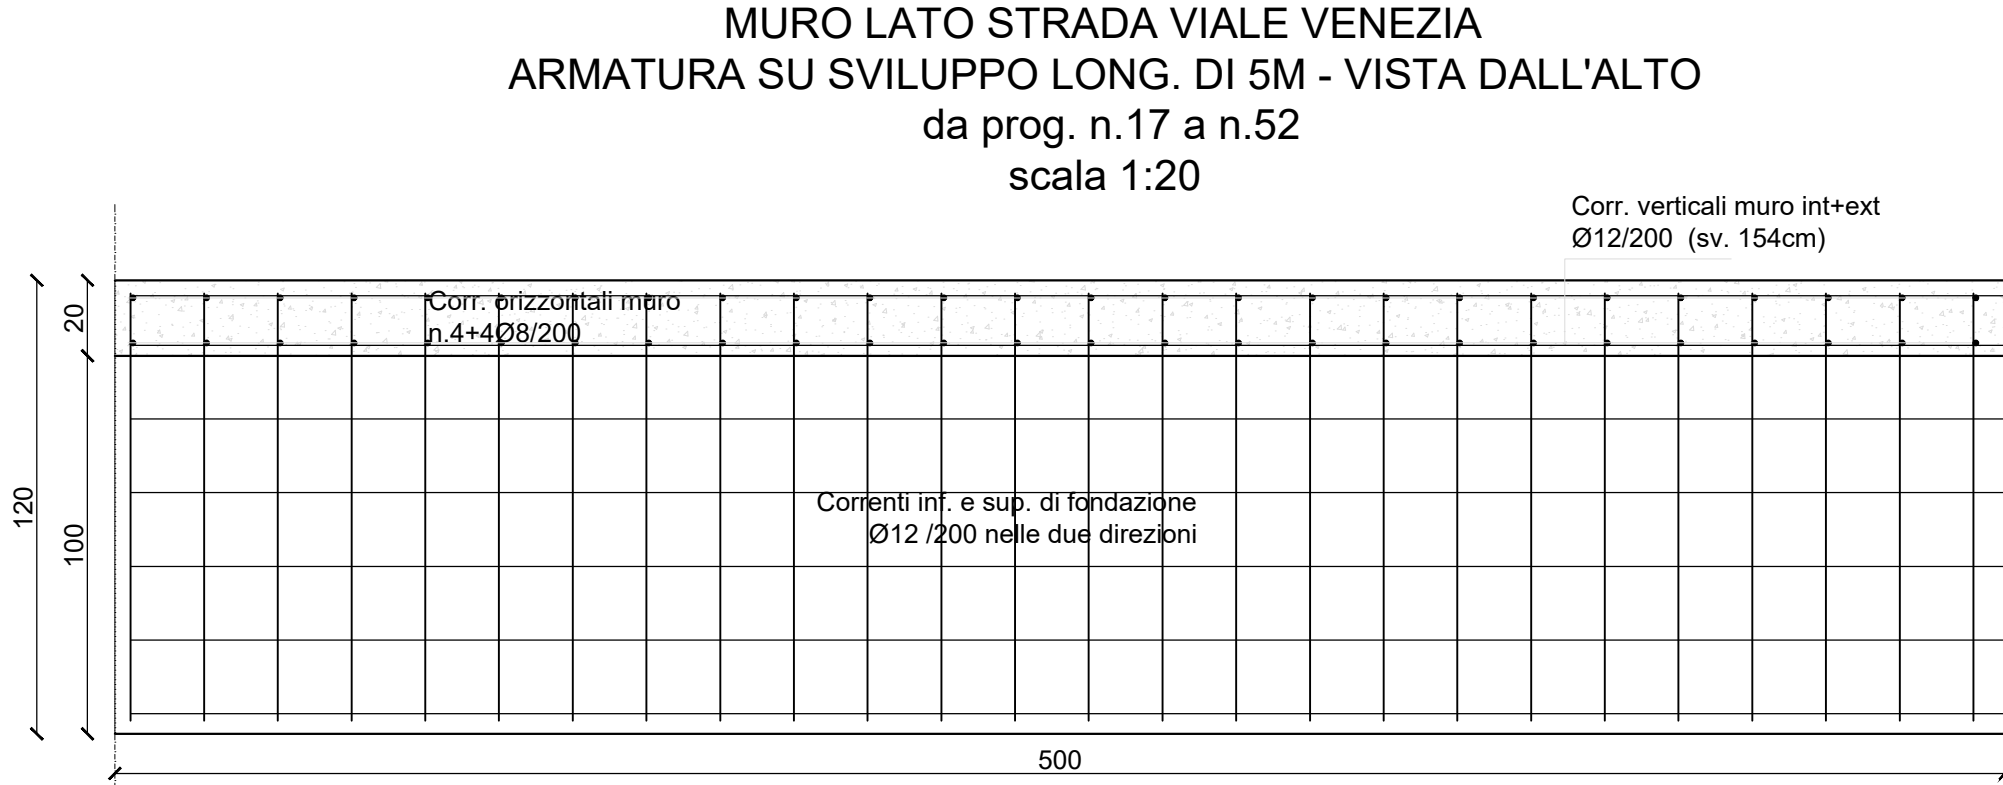 MURO LATO STRADA VIALE VENEZIA
ARMATURA SU SVILUPPO LONG. DI 5M - VISTA DALL'ALTO
da prog. n.17 a n.52
scala 1:20
Corr. verticali muro int+ext
Ø12/200 (sv. 154cm)
Corr. orizzontali muro
n.4+4Ø8/200
20
120
100
Correnti inf. e sup. di fondazione
Ø12 /200 nelle due direzioni
500